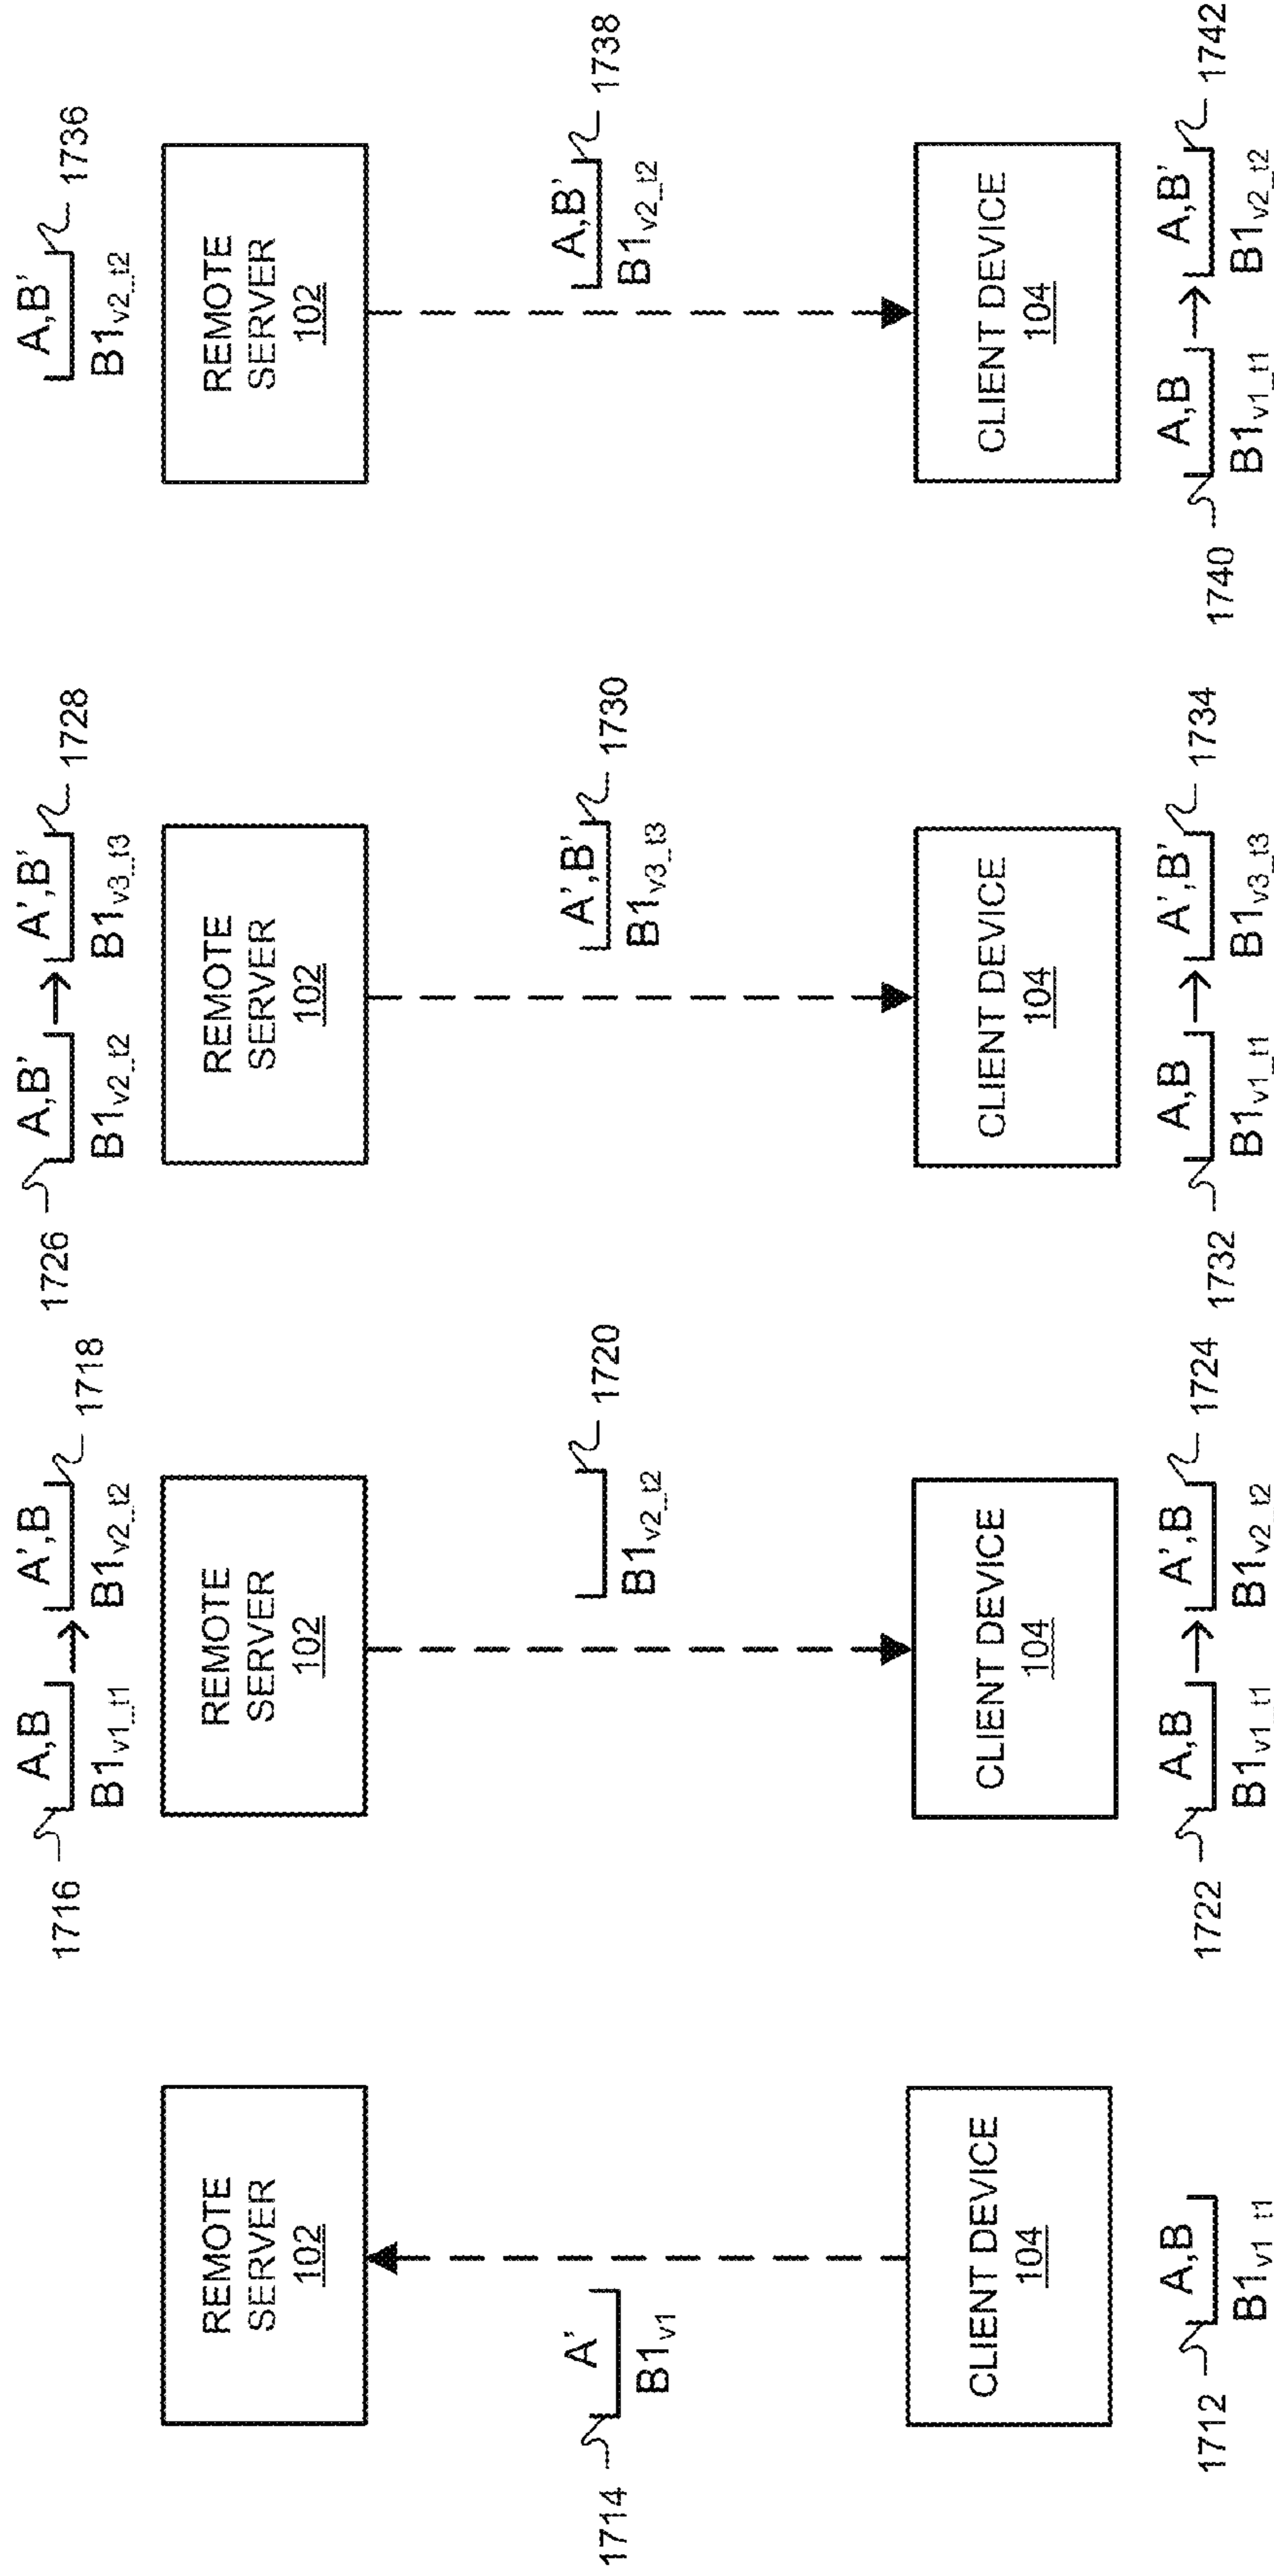 REMOTE
SERVER
102
A'
B1v1
1714
CLIENT DEVICE
104
A,B
B1v1_t1
1712
A,B → A',B
B1v1_t1 B1v2_t2
1716 1718
REMOTE
SERVER
102
B1v2_t2
1720
CLIENT DEVICE
104
A,B → A',B
B1v1_t1 B1v2_t2
1722 1724
A,B' → A',B'
B1v2_t2 B1v3_t3
1726 1728
REMOTE
SERVER
102
A',B'
B1v3_t3
1730
CLIENT DEVICE
104
A,B → A',B'
B1v1_t1 B1v3_t3
1732 1734
A,B'
B1v2_t2
1736
REMOTE
SERVER
102
A,B'
B1v2_t2
1738
CLIENT DEVICE
104
A,B → A,B'
B1v1_t1 B1v2_t2
1740 1742